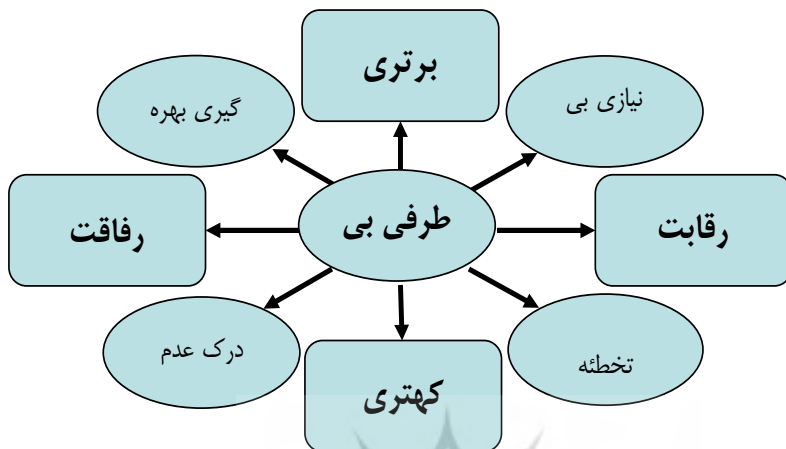 برتری
نیازی بی
گیری بهره
رقابت
طرفی بی
رفاقت
تخطئه
درک عدم
کهتری